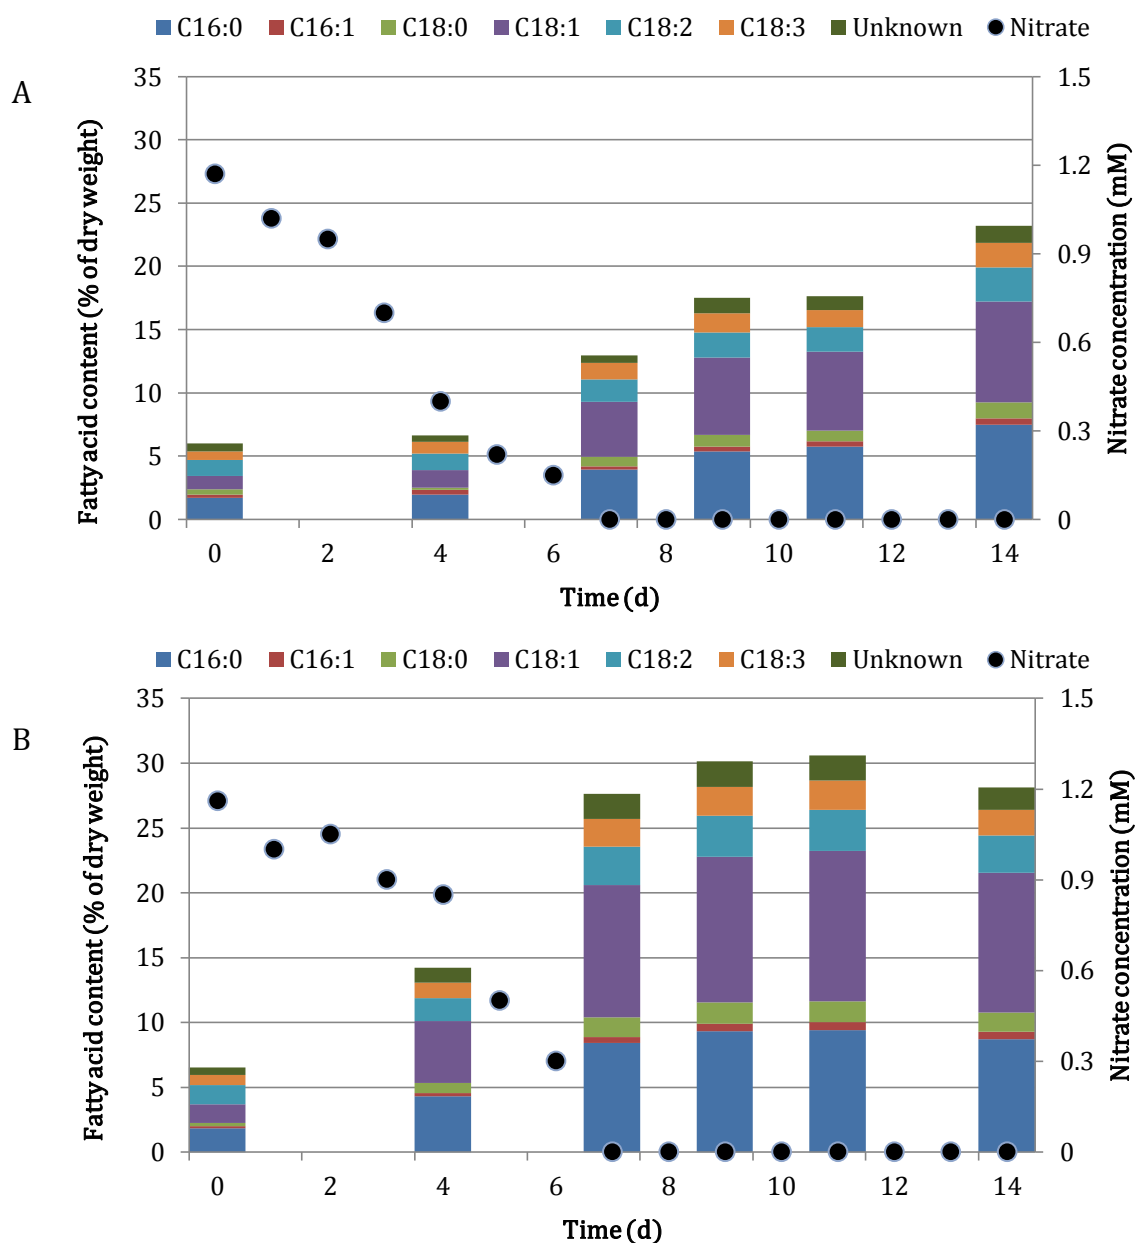 C16:0 C16:1 C18:0 C18:1 C18:2 C18:3 Unknown Nitrate
A
Fatty acid content (% of dry weight)
35
30
25
20
15
10
5
0
1.5
1.2
0.9
0.6
0.3
0
Nitrate concentration (mM)
0 2 4 6 8 10 12 14
Time (d)
C16:0 C16:1 C18:0 C18:1 C18:2 C18:3 Unknown Nitrate
B
Fatty acid content (% of dry weight)
35
30
25
20
15
10
5
0
1.5
1.2
0.9
0.6
0.3
0
Nitrate concentration (mM)
0 2 4 6 8 10 12 14
Time (d)